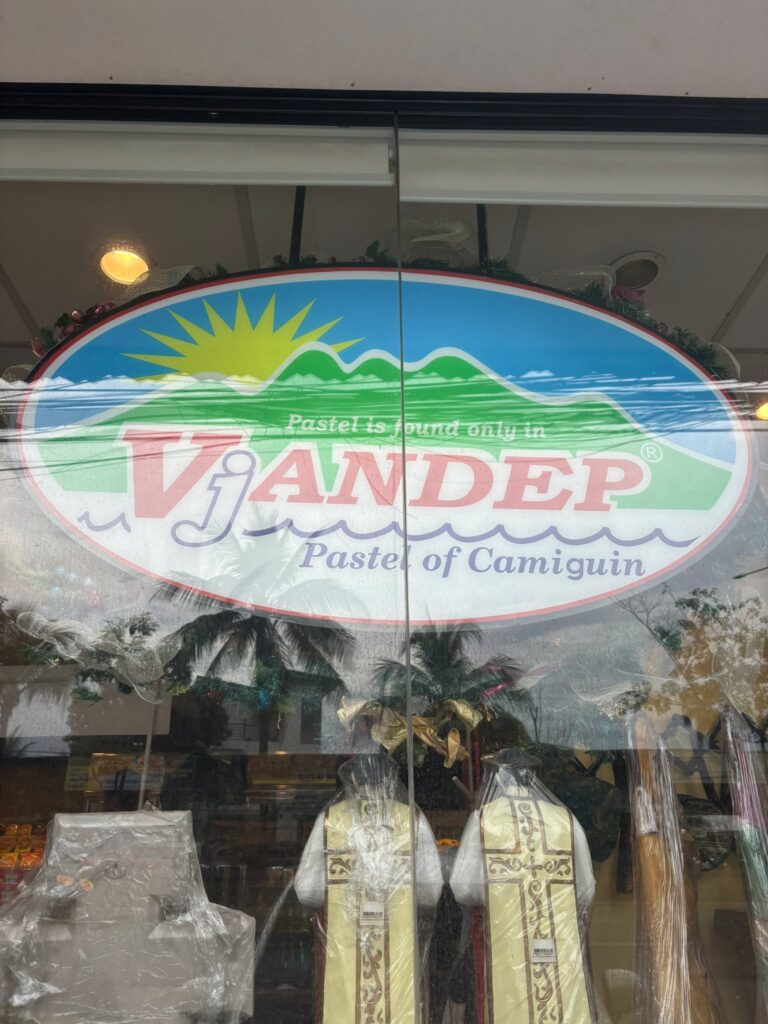 Pastel is found only in
VjANDEP®
Pastel of Camiguin